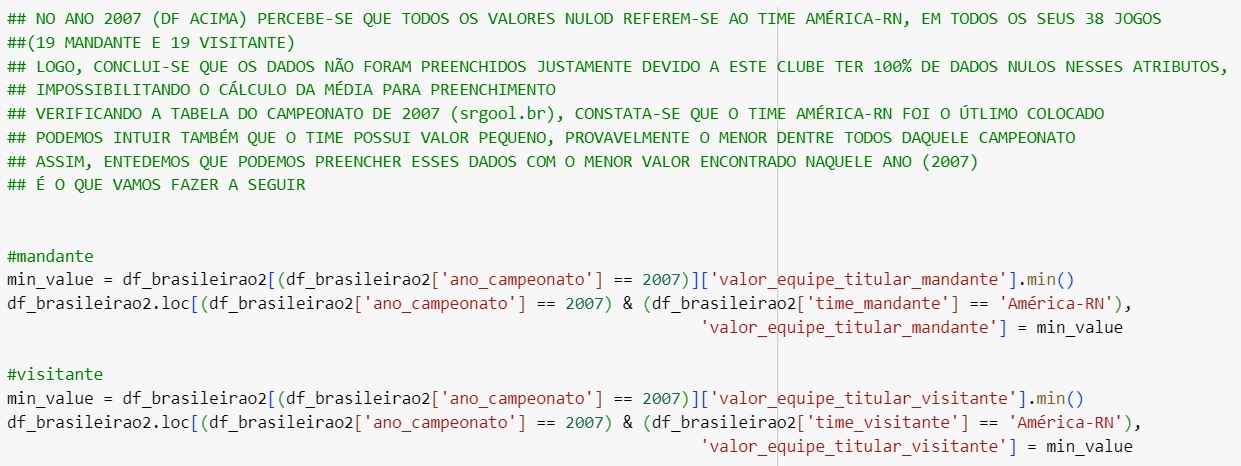 ## NO ANO 2007 (DF ACIMA) PERCEBE-SE QUE TODOS OS VALORES NULOD REFEREM-SE AO TIME AMÉRICA-RN, EM TODOS OS SEUS 38 JOGOS
##(19 MANDANTE E 19 VISITANTE)
## LOGO, CONCLUI-SE QUE OS DADOS NÃO FORAM PREENCHIDOS JUSTAMENTE DEVIDO A ESTE CLUBE TER 100% DE DADOS NULOS NESSES ATRIBUTOS,
## IMPOSSIBILITANDO O CÁLCULO DA MÉDIA PARA PREENCHIMENTO
## VERIFICANDO A TABELA DO CAMPEONATO DE 2007 (srgool.br), CONSTATA-SE QUE O TIME AMÉRICA-RN FOI O ÚTLIMO COLOCADO
## PODEMOS INTUIR TAMBÉM QUE O TIME POSSUI VALOR PEQUENO, PROVAVELMENTE O MENOR DENTRE TODOS DAQUELE CAMPEONATO
## ASSIM, ENTEDEMOS QUE PODEMOS PREENCHER ESSES DADOS COM O MENOR VALOR ENCONTRADO NAQUELE ANO (2007)
## É O QUE VAMOS FAZER A SEGUIR
#mandante
min_value = df_brasileirao2[(df_brasileirao2['ano_campeonato'] == 2007)]['valor_equipe_titular_mandante'].min()
df_brasileirao2.loc[(df_brasileirao2['ano_campeonato'] == 2007) & (df_brasileirao2['time_mandante'] == 'América-RN'),
'valor_equipe_titular_mandante'] = min_value
#visitante
min_value = df_brasileirao2[(df_brasileirao2['ano_campeonato'] == 2007)]['valor_equipe_titular_visitante'].min()
df_brasileirao2.loc[(df_brasileirao2['ano_campeonato'] == 2007) & (df_brasileirao2['time_visitante'] == 'América-RN'),
'valor_equipe_titular_visitante'] = min_value